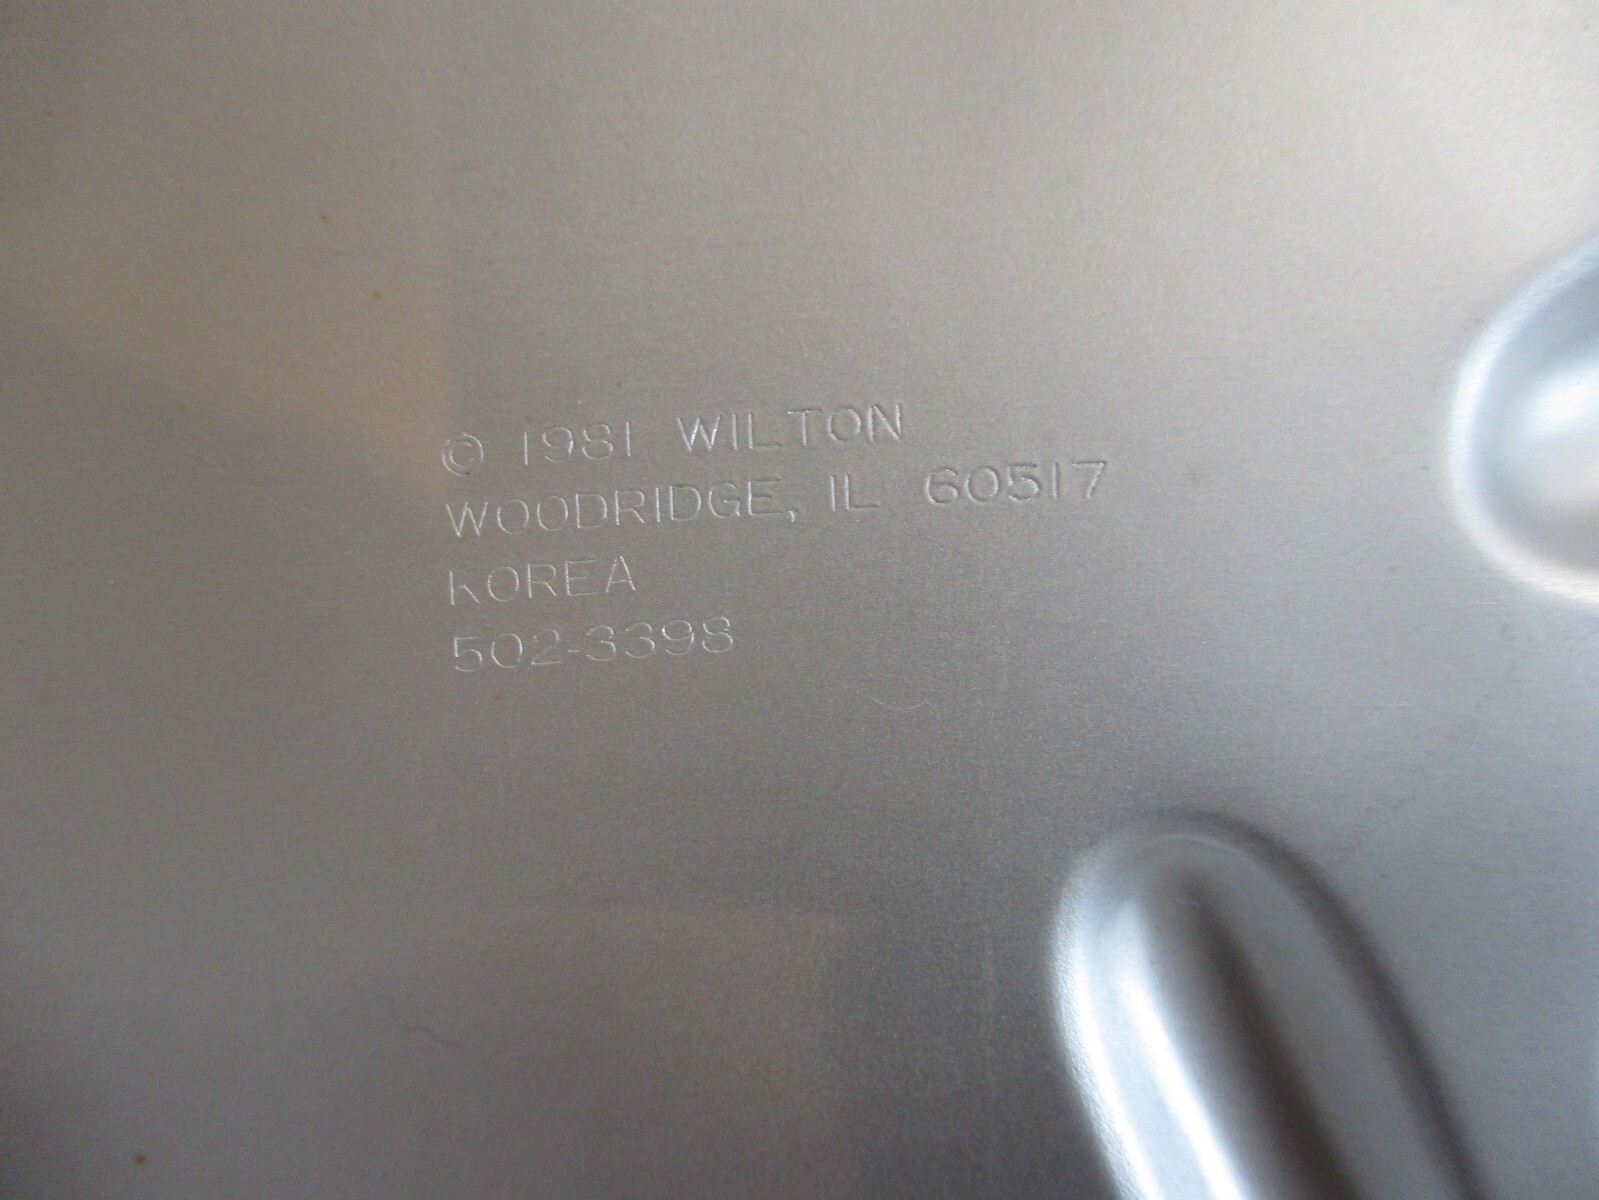 © 1981 WILTON
WOODRIDGE, IL 60517
KOREA
502-3398